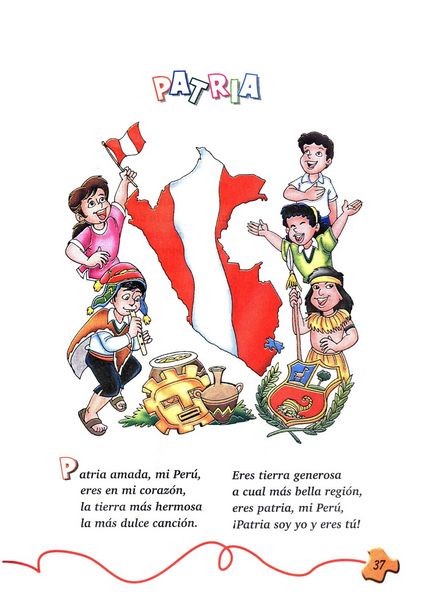 PATRIA
Patria amada, mi Perú,
eres en mi corazón,
la tierra más hermosa
la más dulce canción.
Eres tierra generosa
a cual más bella región,
eres patria, mi Perú,
¡Patria soy yo y eres tú!
37